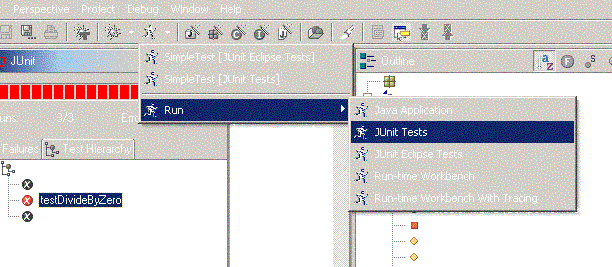 Perspective Project Debug Window Help
JUnit
SimpleTest [JUnit Eclipse Tests]
SimpleTest [JUnit Tests]
Run
Outline
uns: 3/3 Erro
Java Application
JUnit Tests
JUnit Eclipse Tests
Run-time Workbench
Run-time Workbench With Tracing
Failures Test Hierarchy
testDivideByZero